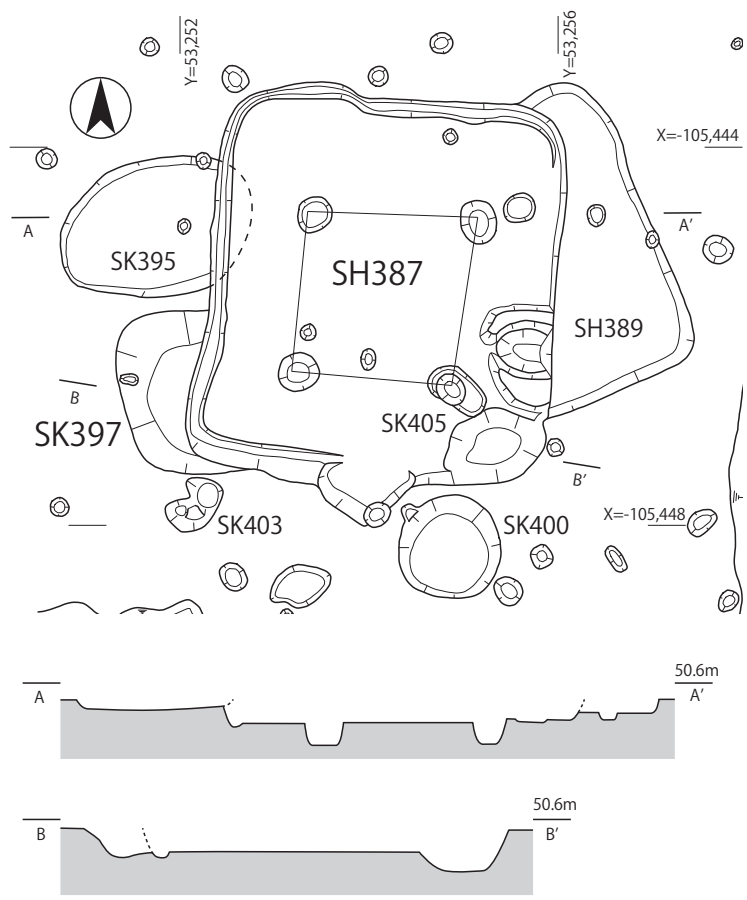 Y=53,252
Y=53,256
X=-105,444
A
A'
SK395
SH387
SH389
B
SK397
SK405
B'
SK403
SK400
X=-105,448
50.6m
A
A'
50.6m
B
B'